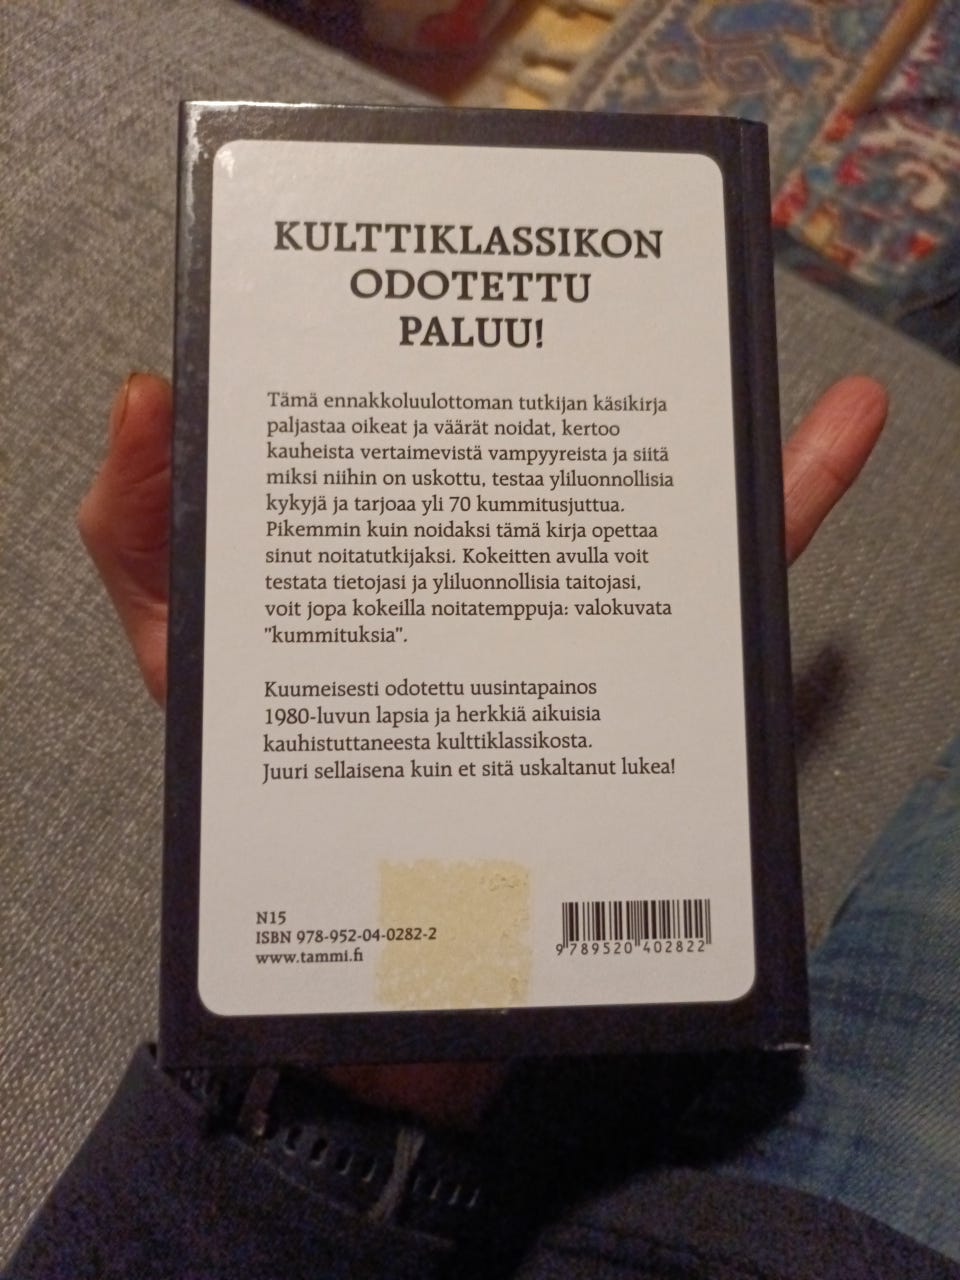 KULTTIKLASSIKON
ODOTETTU
PALUU!
Tämä ennakkoluulottoman tutkijan käsikirja
paljastaa oikeat ja väärät noidat, kertoo
kauheista vertaimevistä vampyyreista ja siitä
miksi niihin on uskottu, testaa yliluonnollisia
kykyjä ja tarjoaa yli 70 kummitusjuttua.
Pikemmin kuin noidaksi tämä kirja opettaa
sinut noitatutkijaksi. Kokeitten avulla voit
testata tietojasi ja yliluonnollisia taitojasi,
voit jopa kokeilla noitatemppuja: valokuvata
"kummituksia".
Kuumeisesti odotettu uusintapainos
1980-luvun lapsia ja herkkiä aikuisia
kauhistuttaneesta kulttiklassikosta.
Juuri sellaisena kuin et sitä uskaltanut lukea!
N15
ISBN 978-952-04-0282-2
www.tammi.fi
9 789520 402822